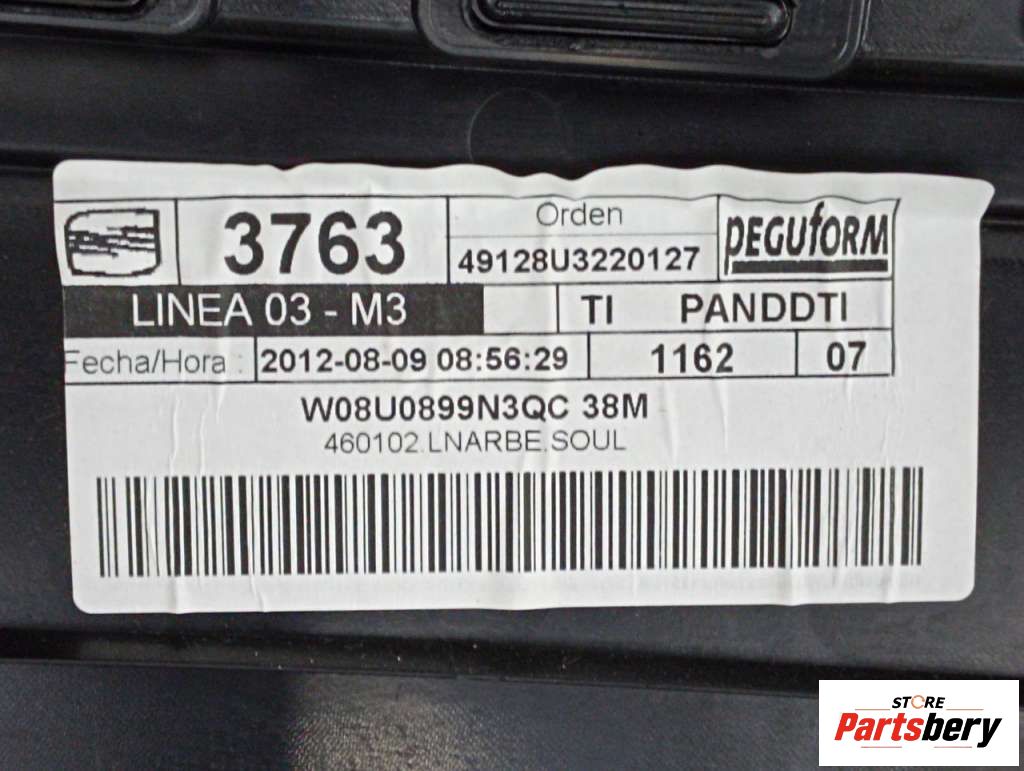 3763
Orden
49128U3220127
PEGUFORM
LINEA 03 - M3
TI PANDDTI
Fecha/Hora :
2012-08-09 08:56:29
1162
07
W08U0899N3QC 38M
460102.LNARBE.SOUL
STORE
Partsbery